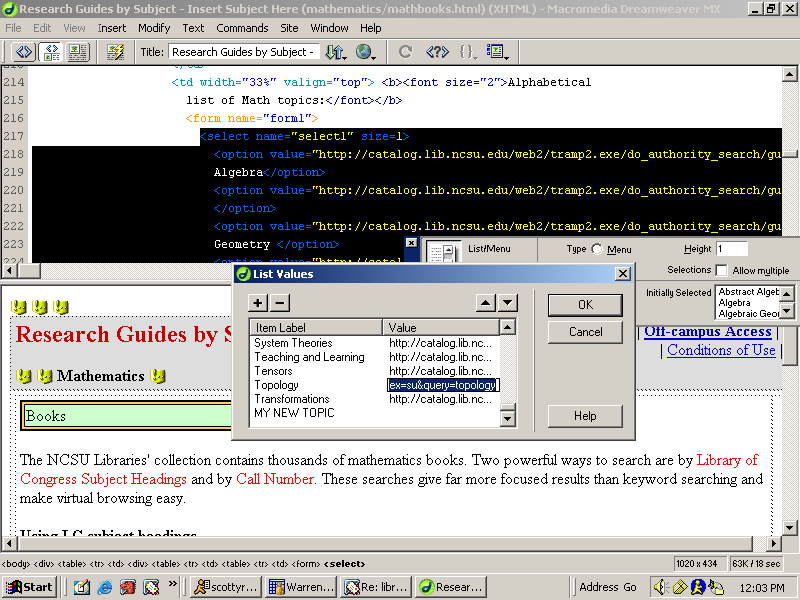 Research Guides by Subject - Insert Subject Here (mathematics/mathbooks.html) (XHTML) - Macromedia Dreamweaver MX
File Edit View Insert Modify Text Commands Site Window Help
Title: Research Guides by Subject -
214 <td width="33%" valign="top"> <b><font size="2">Alphabetical
215 list of Math topics:</font></b>
216 <form name="form1">
217 <select name="select1" size=1>
218 <option value="http://catalog.lib.ncsu.edu/web2/tramp2.exe/do_authority_search/gu
219 Algebra</option>
220 <option value="http://catalog.lib.ncsu.edu/web2/tramp2.exe/do_authority_search/gu
221 </option>
222 <option value="http://catalog.lib.ncsu.edu/web2/tramp2.exe/do_authority_search/gu
223 Geometry </option>
List/Menu Type Menu Height 1
Selections Allow multiple
Initially Selected Abstract Algeb
Algebra
Algebraic Geor
List Values
OK
Cancel
Help
Item Label Value
System Theories http://catalog.lib.nc...
Teaching and Learning http://catalog.lib.nc...
Tensors http://catalog.lib.nc...
Topology ex=su&query=topology
Transformations http://catalog.lib.nc...
MY NEW TOPIC
Research Guides by S
Off-campus Access |
| Conditions of Use |
Mathematics
Books
The NCSU Libraries' collection contains thousands of mathematics books. Two powerful ways to search are by Library of
Congress Subject Headings and by Call Number. These searches give far more focused results than keyword searching and
make virtual browsing easy.
Using LC subject headings
<body> <div> <table> <tr> <td> <div> <table> <tr> <td> <table> <tr> <td> <form> <select>
1020 x 434 63K / 18 sec
Start scottyr... Warren... Re: libr... Resear... Address Go 12:03 PM